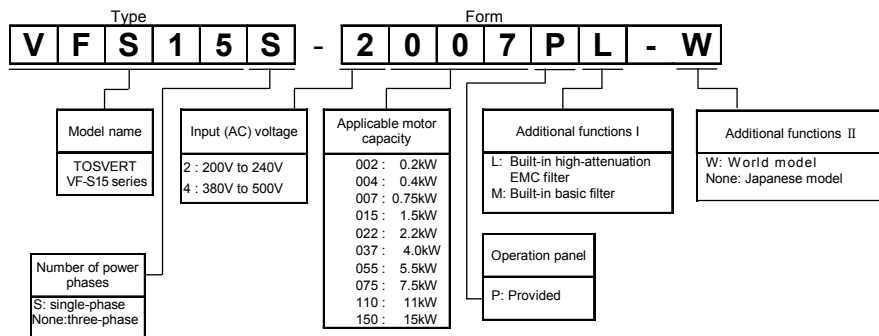 Type
Form
V F S 1 5 S - 2 0 0 7 P L - W
Model name
TOSVERT
VF-S15 series
Number of power
phases
S: single-phase
None:three-phase
Input (AC) voltage
2 : 200V to 240V
4 : 380V to 500V
Applicable motor
capacity
002 : 0.2kW
004 : 0.4kW
007 : 0.75kW
015 : 1.5kW
022 : 2.2kW
037 : 4.0kW
055 : 5.5kW
075 : 7.5kW
110 : 11kW
150 : 15kW
Additional functions I
L: Built-in high-attenuation
EMC filter
M: Built-in basic filter
Operation panel
P: Provided
Additional functions Ⅱ
W: World model
None: Japanese model